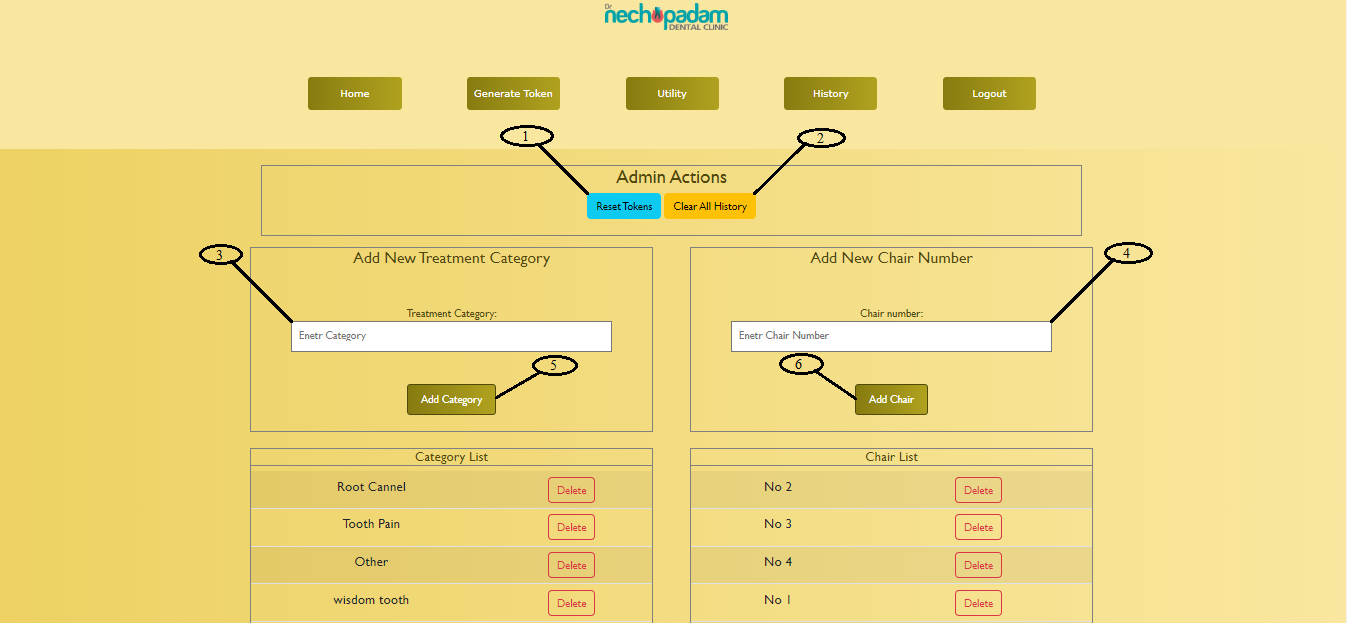 Dr
nechopadam
DENTAL CLINIC
Home Generate Token Utility History Logout
1 2
Admin Actions
Reset Tokens Clear All History
3 4
Add New Treatment Category Add New Chair Number
Treatment Category: Chair number:
Enetr Category Enetr Chair Number
5 6
Add Category Add Chair
Category List Chair List
Root Cannel Delete No 2 Delete
Tooth Pain Delete No 3 Delete
Other Delete No 4 Delete
wisdom tooth Delete No 1 Delete